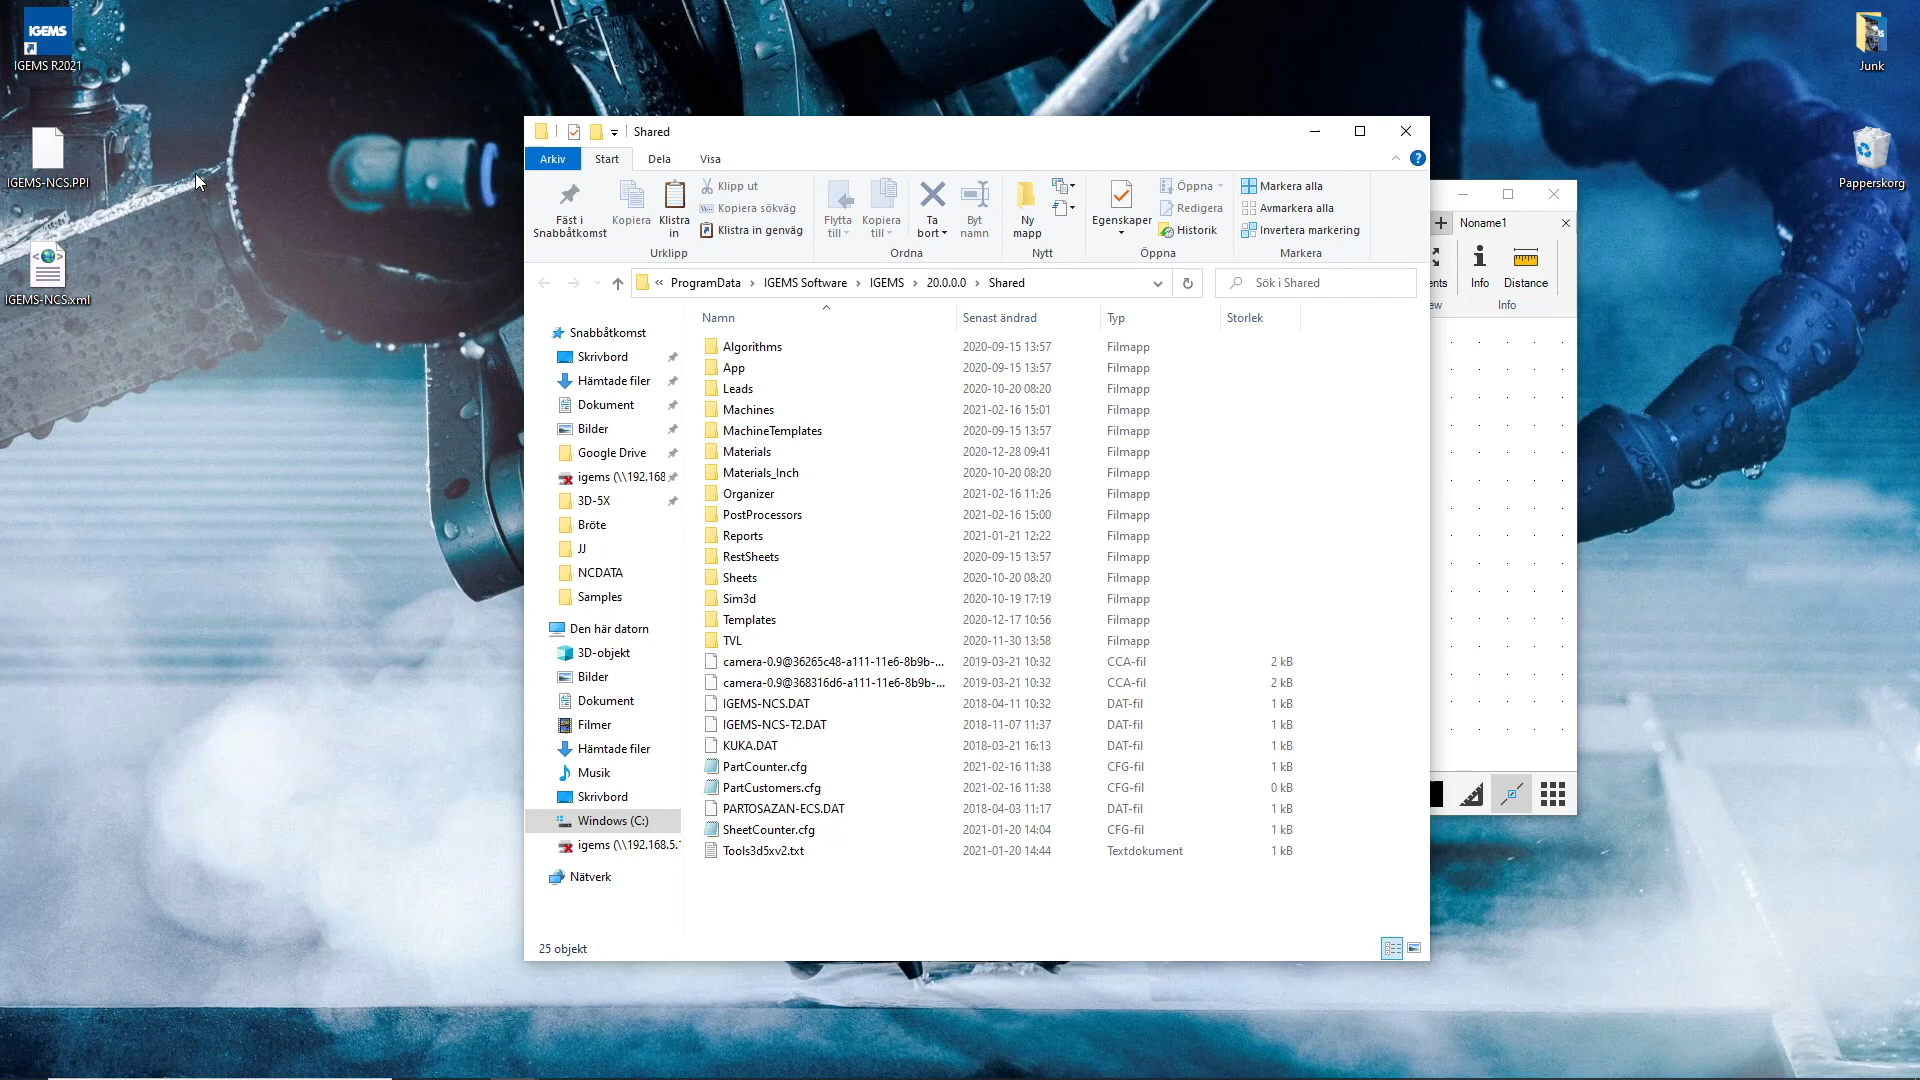 IGEMS
IGEMS R2021
IGEMS-NCS.PPI
IGEMS-NCS.xml
Junk
Papperskorg
Shared
Arkiv
Start
Dela
Visa
Fäst i
Snabbåtkomst
Kopiera
Klistra
in
Klipp ut
Kopiera sökväg
Klistra in genväg
Urklipp
Flytta
till
Kopiera
till
Ta
bort
Byt
namn
Ordna
Ny
mapp
Nytt
Egenskaper
Öppna
Redigera
Historik
Öppna
Markera alla
Avmarkera alla
Invertera markering
Markera
« ProgramData › IGEMS Software › IGEMS › 20.0.0.0 › Shared
Sök i Shared
Snabbåtkomst
Skrivbord
Hämtade filer
Dokument
Bilder
Google Drive
igems (\\192.168
3D-5X
Bröte
JJ
NCDATA
Samples
Den här datorn
3D-objekt
Bilder
Dokument
Filmer
Hämtade filer
Musik
Skrivbord
Windows (C:)
igems (\\192.168.5.1
Nätverk
Namn Senast ändrad Typ Storlek
Algorithms 2020-09-15 13:57 Filmapp
App 2020-09-15 13:57 Filmapp
Leads 2020-10-20 08:20 Filmapp
Machines 2021-02-16 15:01 Filmapp
MachineTemplates 2020-09-15 13:57 Filmapp
Materials 2020-12-28 09:41 Filmapp
Materials_Inch 2020-10-20 08:20 Filmapp
Organizer 2021-02-16 11:26 Filmapp
PostProcessors 2021-02-16 15:00 Filmapp
Reports 2021-01-21 12:22 Filmapp
RestSheets 2020-09-15 13:57 Filmapp
Sheets 2020-10-20 08:20 Filmapp
Sim3d 2020-10-19 17:19 Filmapp
Templates 2020-12-17 10:56 Filmapp
TVL 2020-11-30 13:58 Filmapp
camera-0.9@36265c48-a111-11e6-8b9b-... 2019-03-21 10:32 CCA-fil 2 kB
camera-0.9@368316d6-a111-11e6-8b9b-... 2019-03-21 10:32 CCA-fil 2 kB
IGEMS-NCS.DAT 2018-04-11 10:32 DAT-fil 1 kB
IGEMS-NCS-T2.DAT 2018-11-07 11:37 DAT-fil 1 kB
KUKA.DAT 2018-03-21 16:13 DAT-fil 1 kB
PartCounter.cfg 2021-02-16 11:38 CFG-fil 1 kB
PartCustomers.cfg 2021-02-16 11:38 CFG-fil 0 kB
PARTOSAZAN-ECS.DAT 2018-04-03 11:17 DAT-fil 1 kB
SheetCounter.cfg 2021-01-20 14:04 CFG-fil 1 kB
Tools3d5xv2.txt 2021-01-20 14:44 Textdokument 1 kB
25 objekt
Noname1
ents
Info
Distance
ew
Info